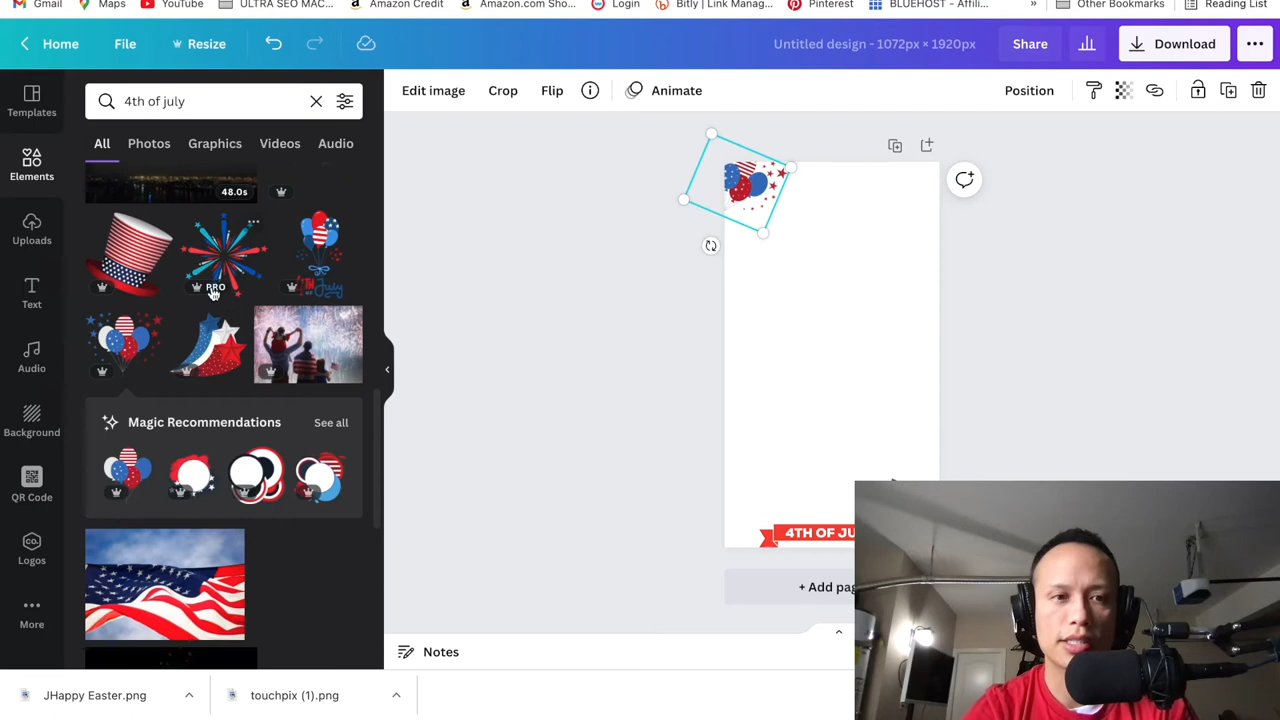 Gmail Maps YouTube ULTRA SEO MAC... Amazon Credit Amazon.com Sho... Login Bitly | Link Manag... Pinterest BLUEHOST - Affili... » Other Bookmarks Reading List
Home File Resize Untitled design - 1072px × 1920px Share Download
Templates
Elements
Uploads
Text
Audio
Background
QR Code
Logos
More
4th of july
All Photos Graphics Videos Audio
48.0s
PRO
July
Magic Recommendations See all
Edit image Crop Flip Animate Position
4TH OF JU
+ Add pag
Notes
JHappy Easter.png touchpix (1).png